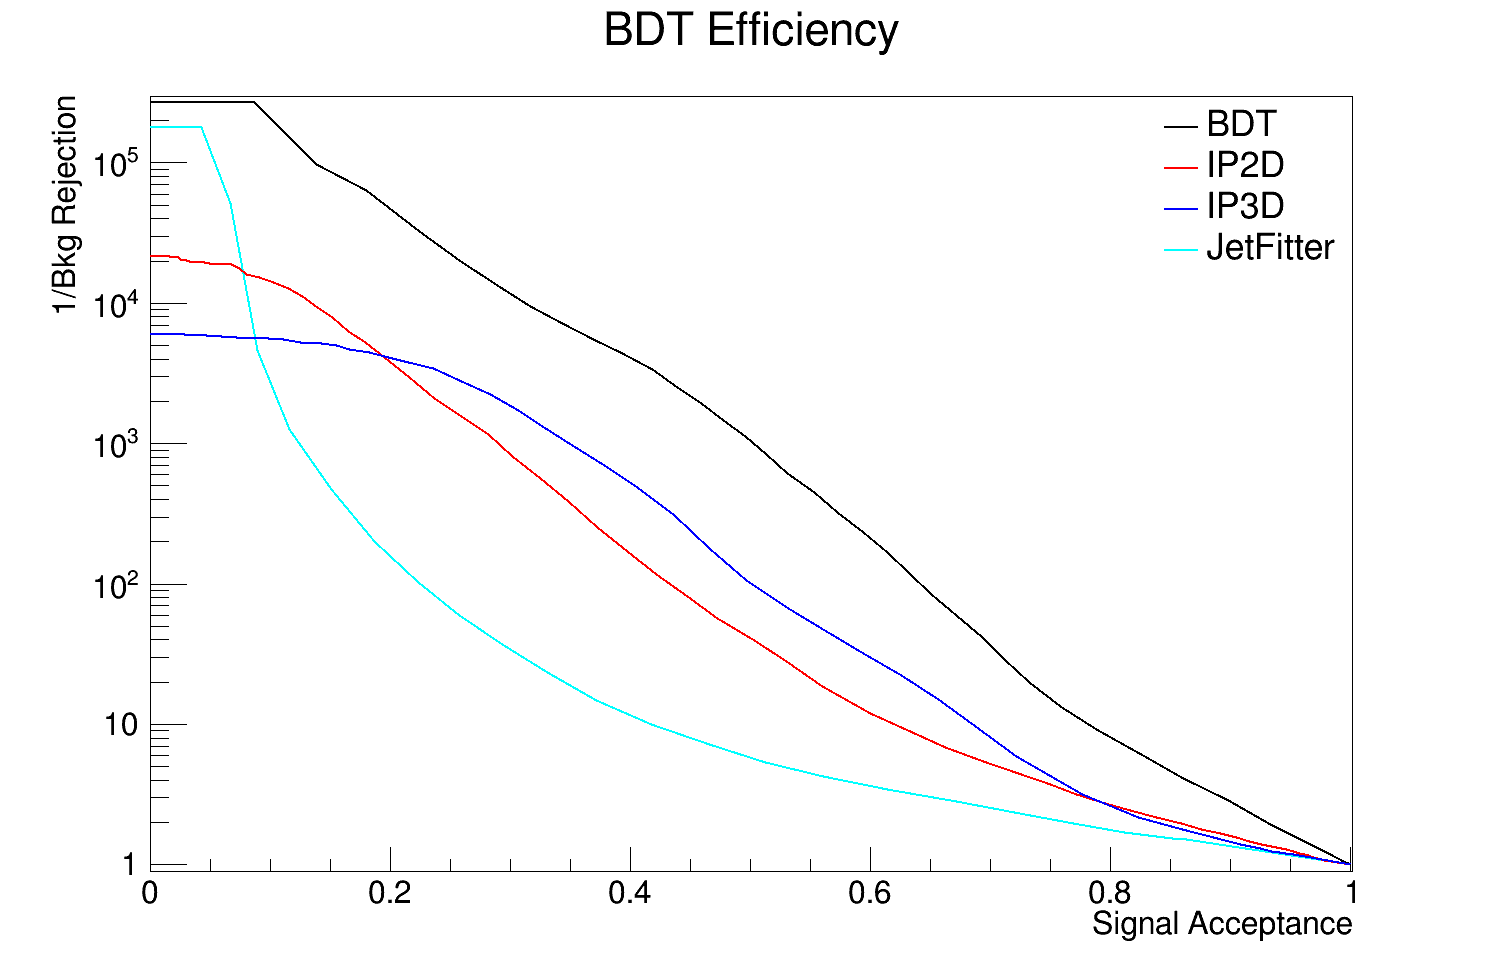 BDT Efficiency
1/Bkg Rejection
BDT
IP2D
IP3D
JetFitter
10^5
10^4
10^3
10^2
10
1
0 0.2 0.4 0.6 0.8 1
Signal Acceptance